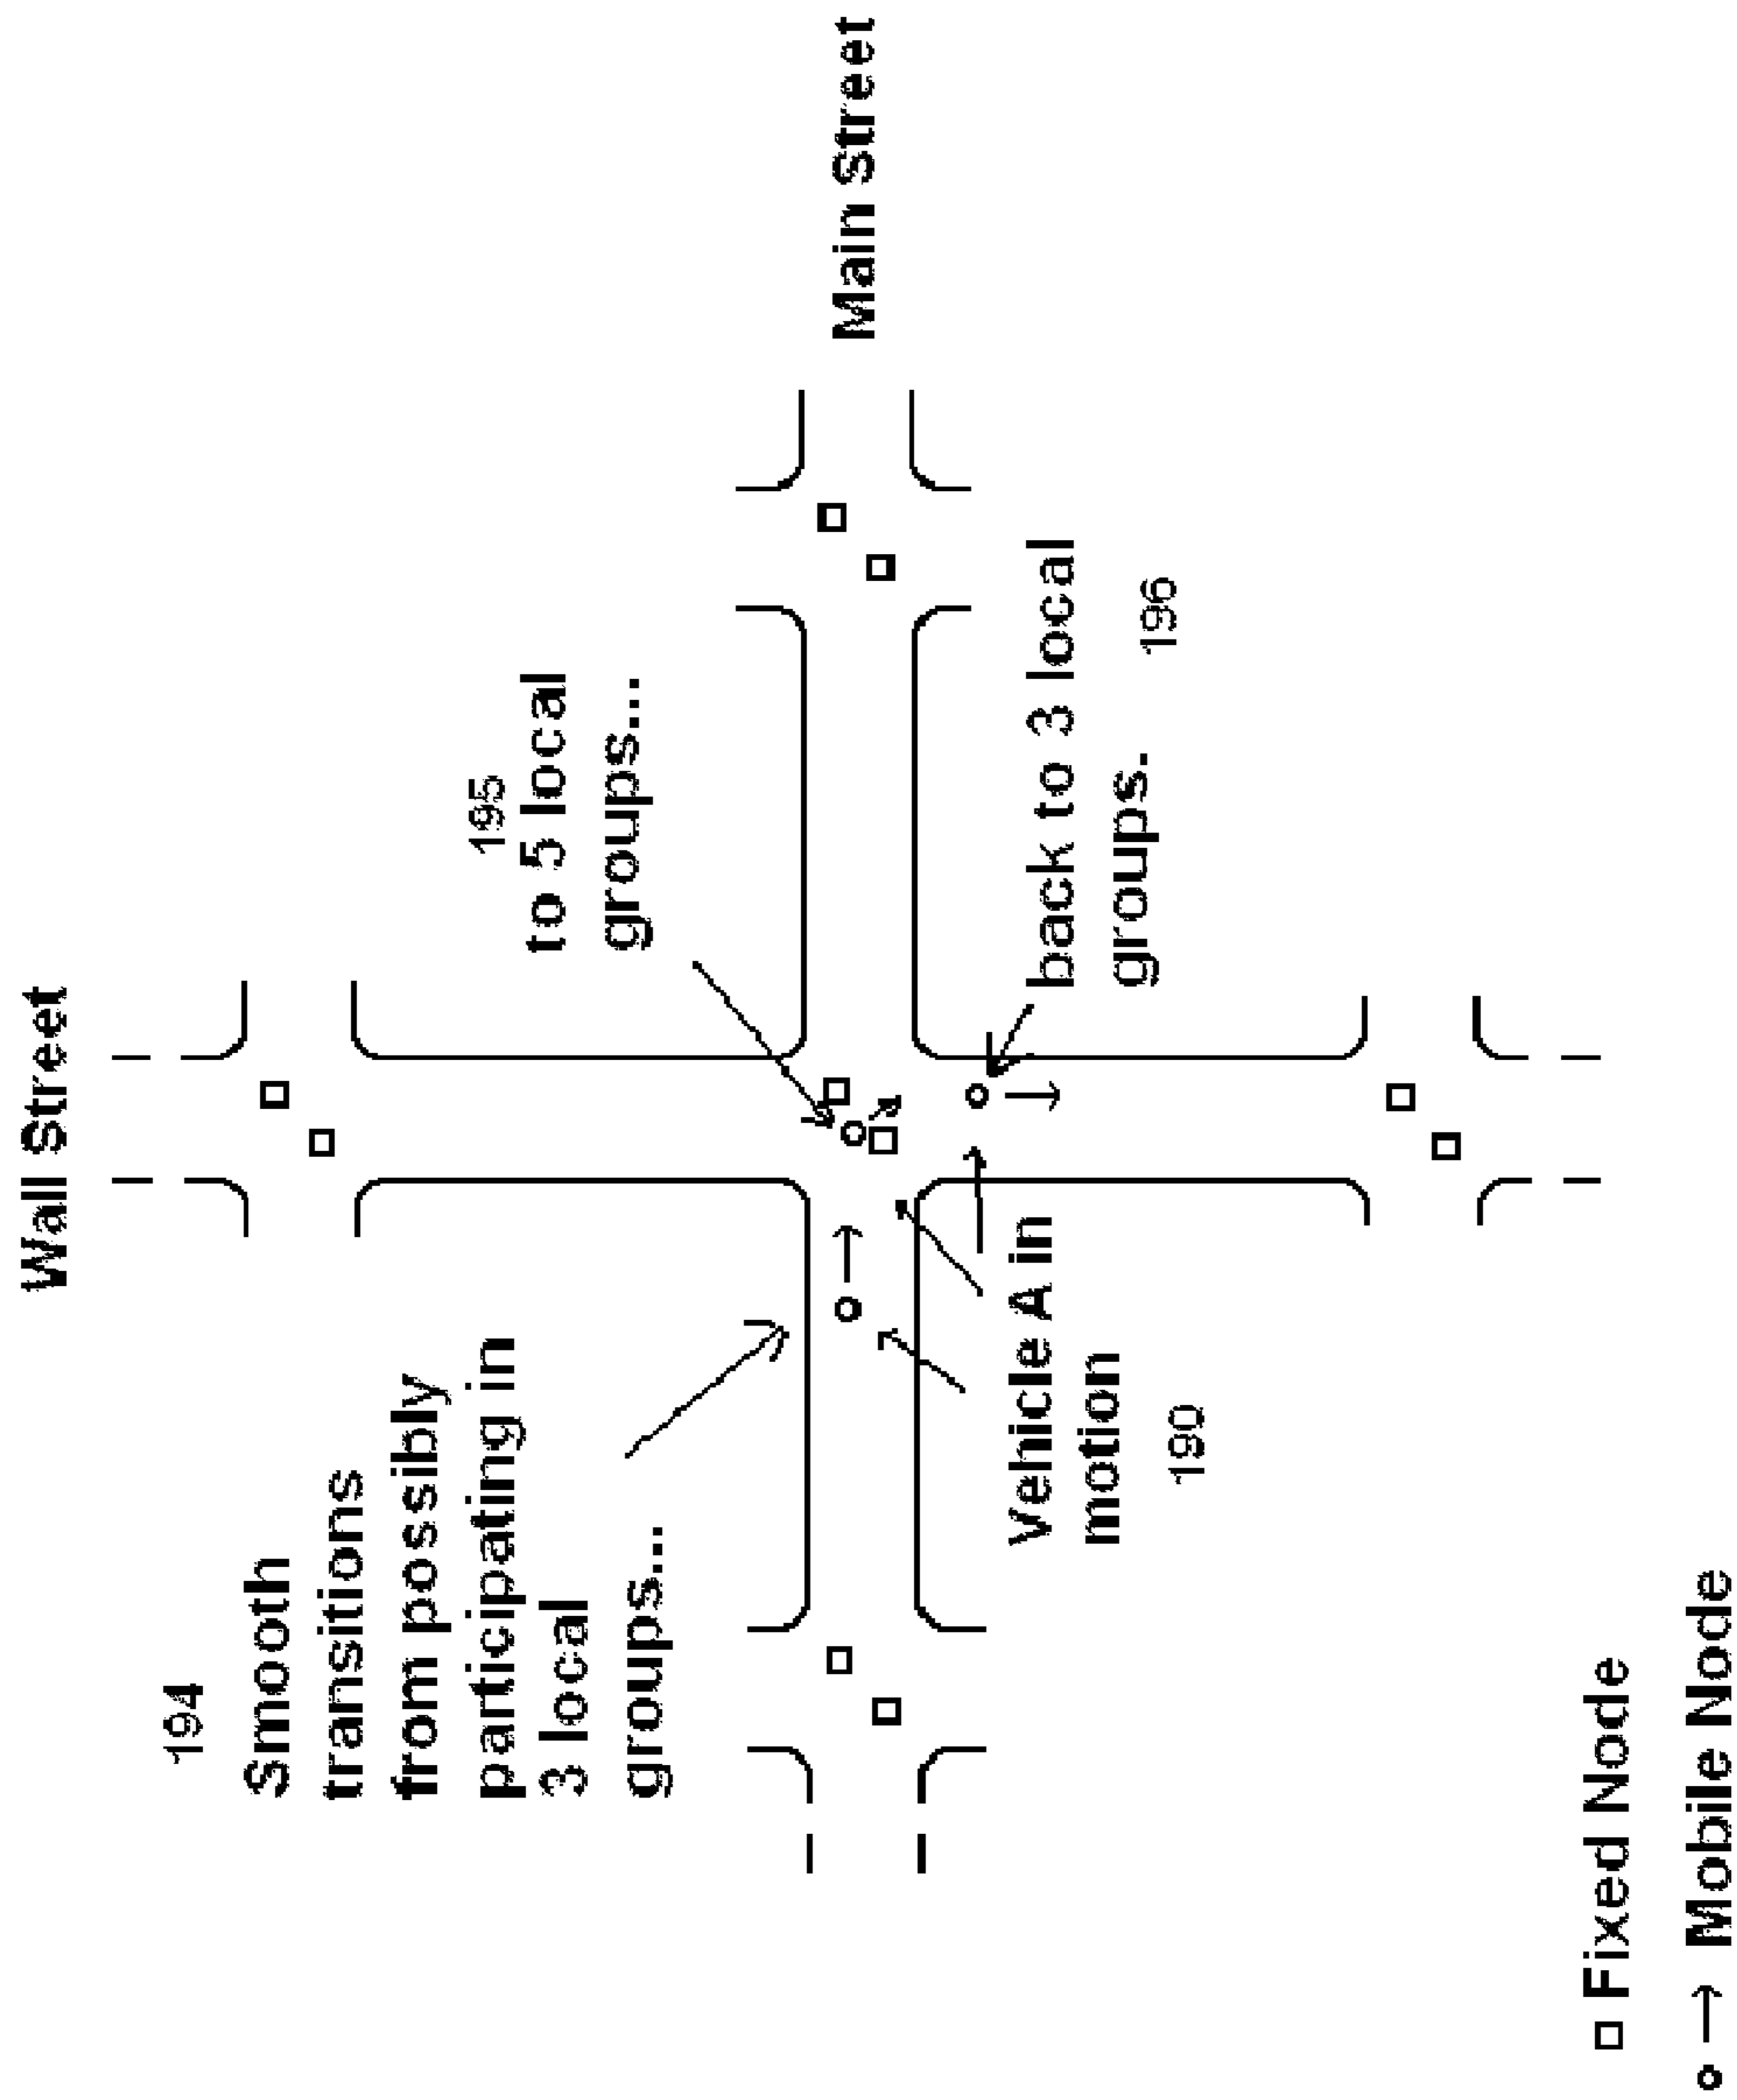 Wall Street
194
Smooth
transitions
from possibly
participating in
3 local
groups...
195
to 5 local
groups...
Main Street
back to 3 local
groups.
196
Vehicle A in
motion
190
Fixed Node
Mobile Node